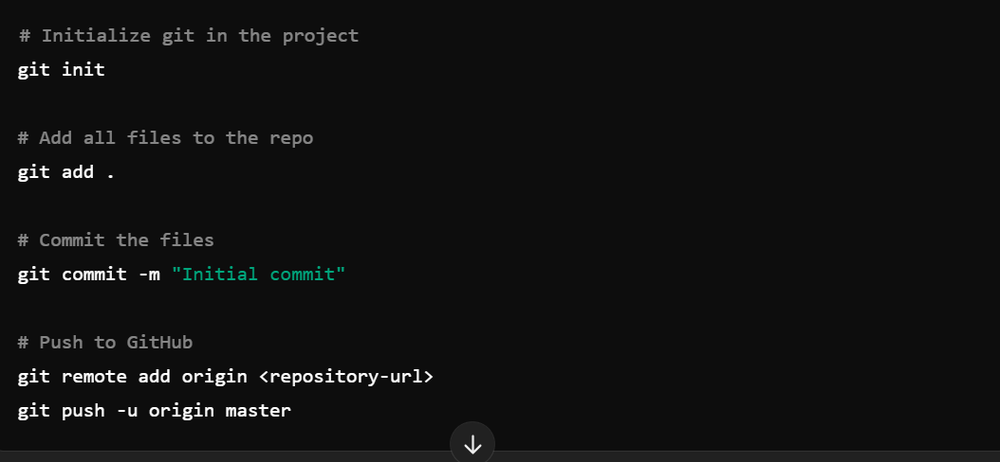 # Initialize git in the project
git init
# Add all files to the repo
git add .
# Commit the files
git commit -m "Initial commit"
# Push to GitHub
git remote add origin <repository-url>
git push -u origin master